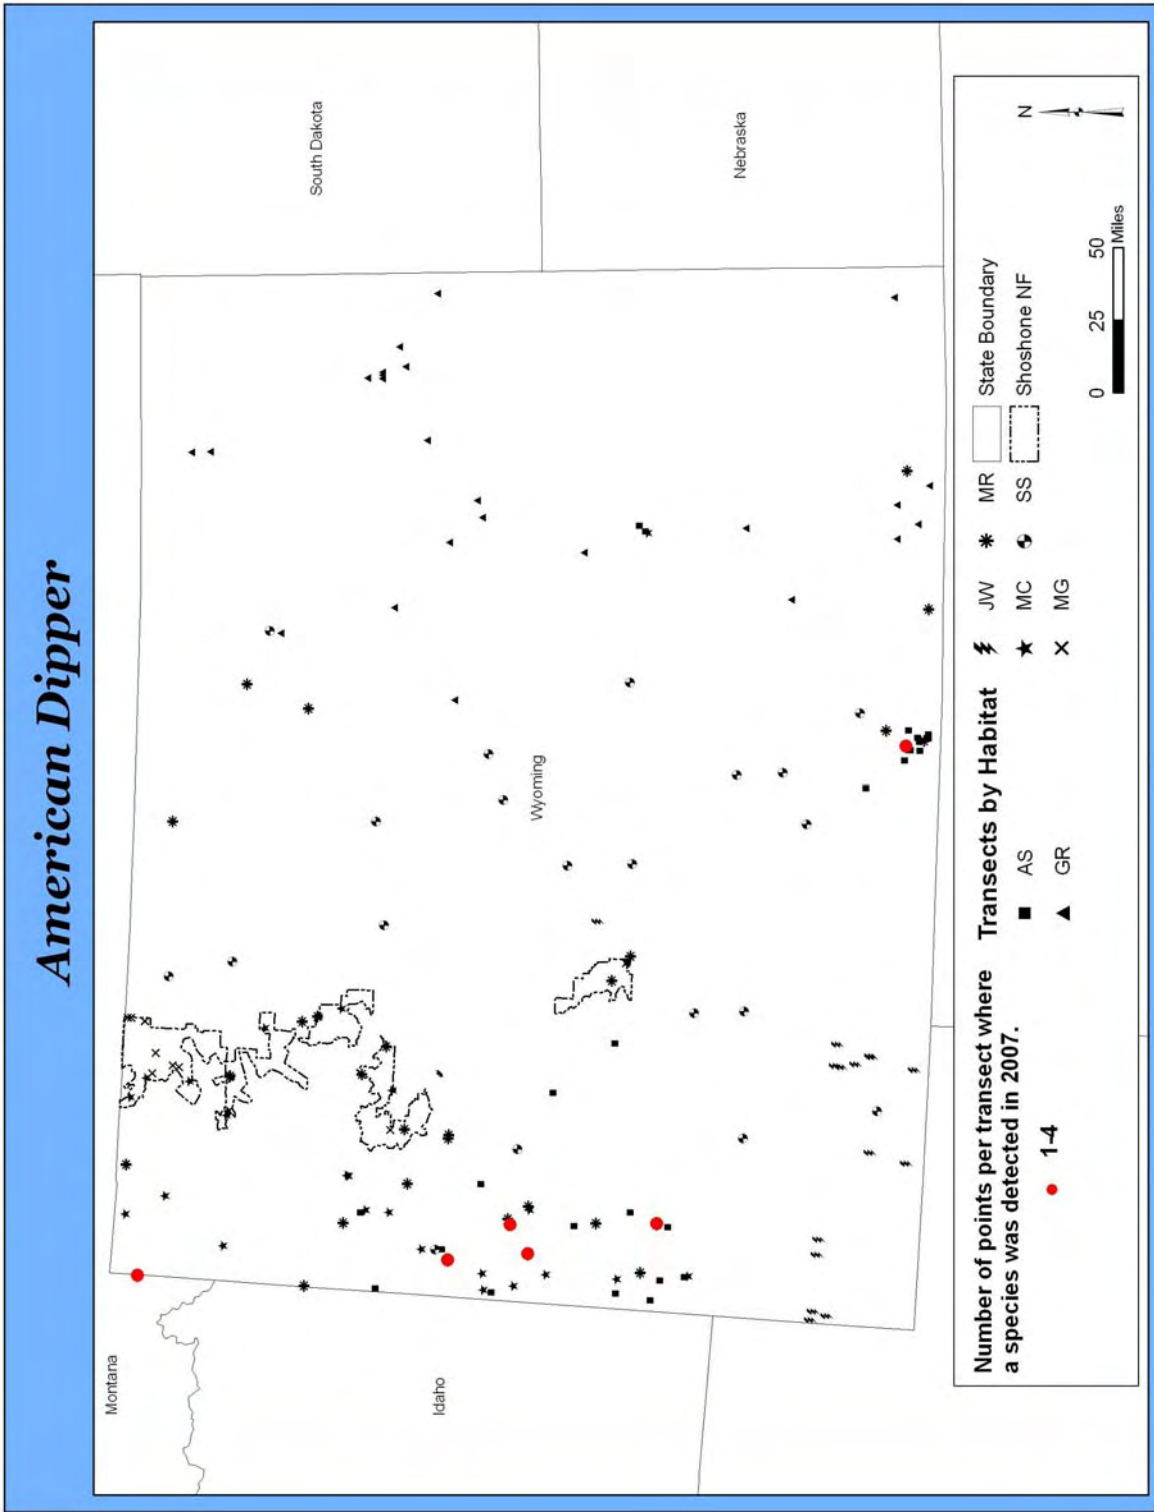 American Dipper
Montana
South Dakota
Idaho
Wyoming
Nebraska
Number of points per transect where
a species was detected in 2007.
1-4
Transects by Habitat
AS
GR
JW
MC
MG
MR
SS
State Boundary
Shoshone NF
N
0 25 50
Miles